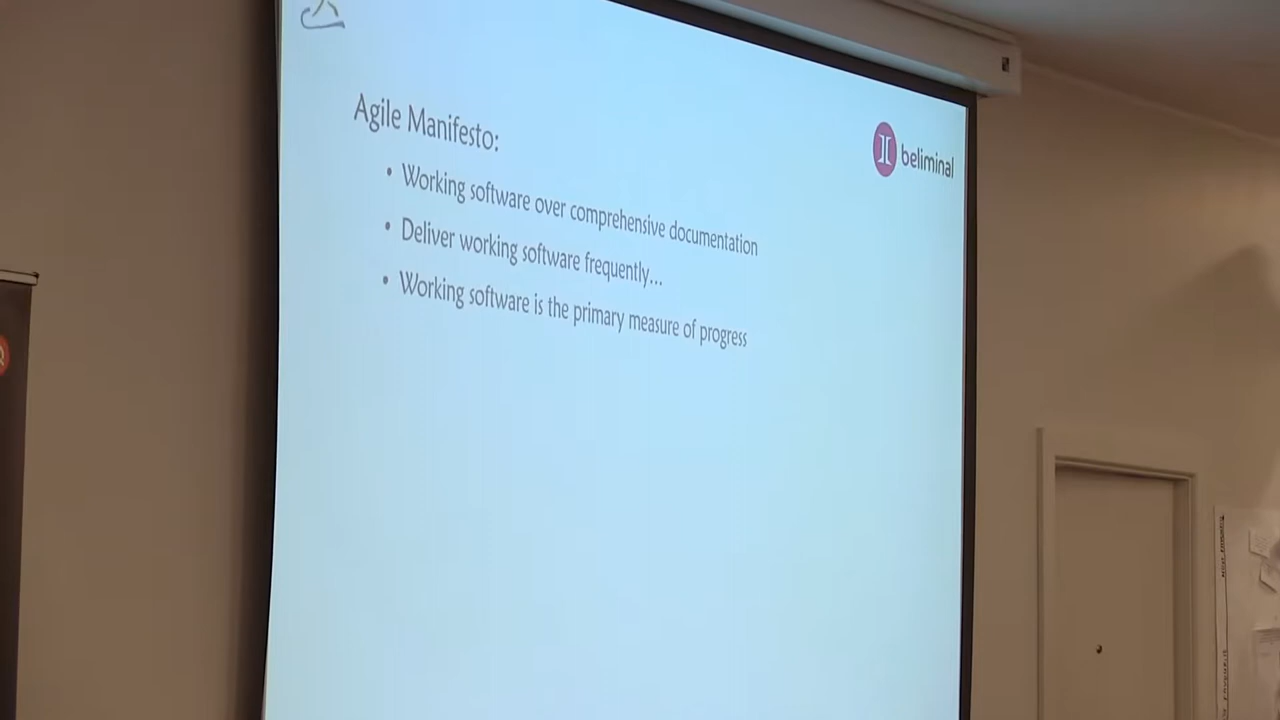 Agile Manifesto:
beliminal
• Working software over comprehensive documentation
• Deliver working software frequently...
• Working software is the primary measure of progress